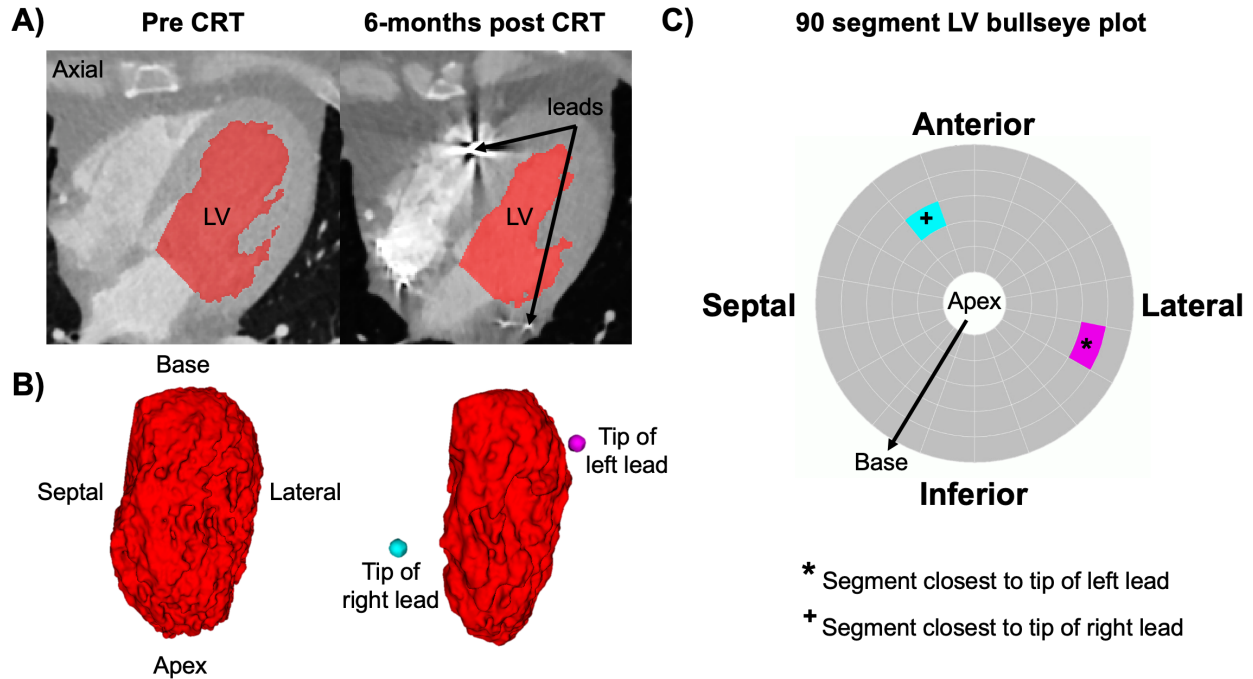 A)
Pre CRT
6-months post CRT
Axial
leads
LV
LV
B)
Base
Septal
Lateral
Apex
Tip of
left lead
Tip of
right lead
C)
90 segment LV bullseye plot
Anterior
+
Septal
Apex
Lateral
*
Base
Inferior
* Segment closest to tip of left lead
+ Segment closest to tip of right lead